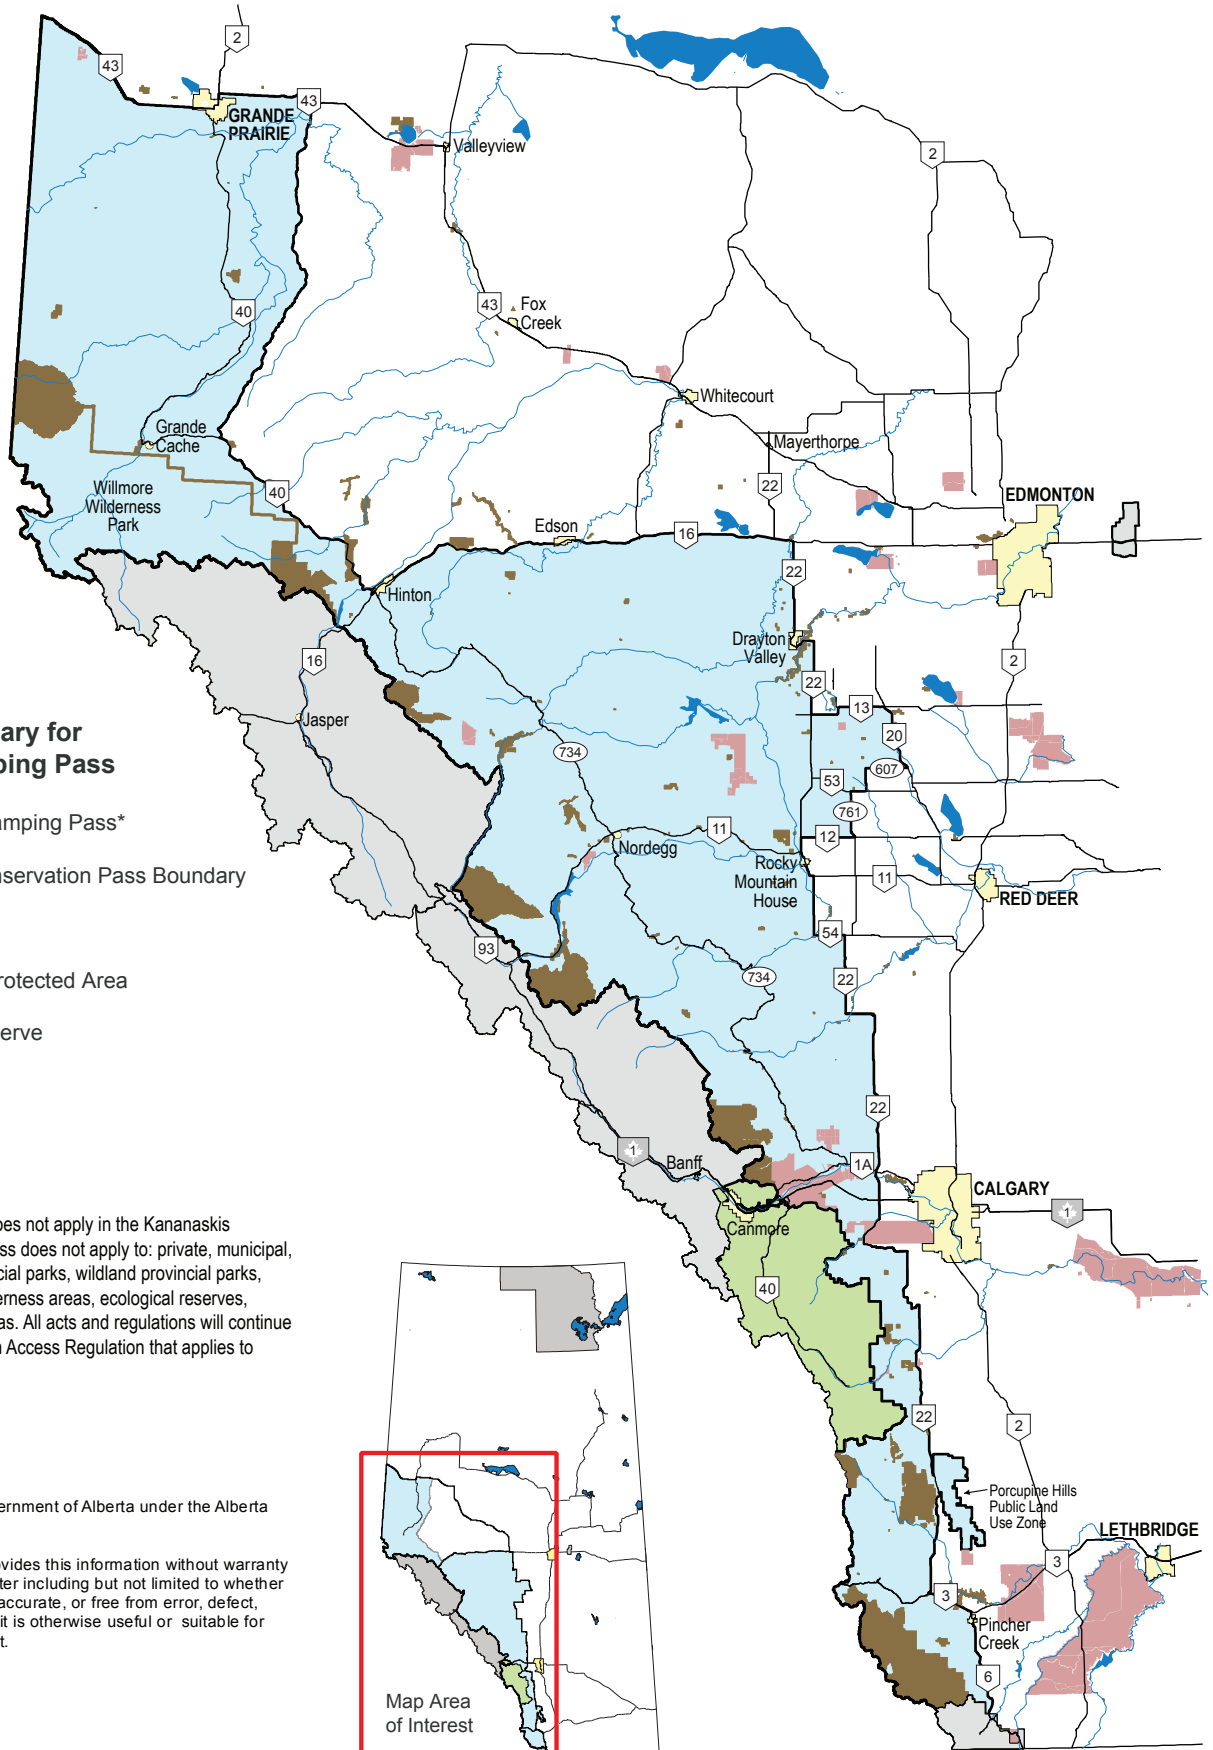 2
43
GRANDE
PRAIRIE
43
Valleyview
2
40
43
Fox
Creek
Whitecourt
Grande
Cache
Mayerthorpe
Willmore
Wilderness
Park
40
22
EDMONTON
Edson
16
22
Hinton
Drayton
Valley
16
2
22
Jasper
13
20
ary for
ping Pass
734
607
53
amping Pass*
761
11
12
Nordegg
Rocky
Mountain
House
nservation Pass Boundary
11
RED DEER
54
93
734
22
rotected Area
erve
22
1
Banff
1A
CALGARY
1
Canmore
oes not apply in the Kananaskis
ss does not apply to: private, municipal,
cial parks, wildland provincial parks,
erness areas, ecological reserves,
as. All acts and regulations will continue
n Access Regulation that applies to
40
22
2
Porcupine Hills
Public Land
Use Zone
ernment of Alberta under the Alberta
LETHBRIDGE
3
ovides this information without warranty
ter including but not limited to whether
accurate, or free from error, defect,
it is otherwise useful or suitable for
t.
3
Pincher
Creek
6
Map Area
of Interest